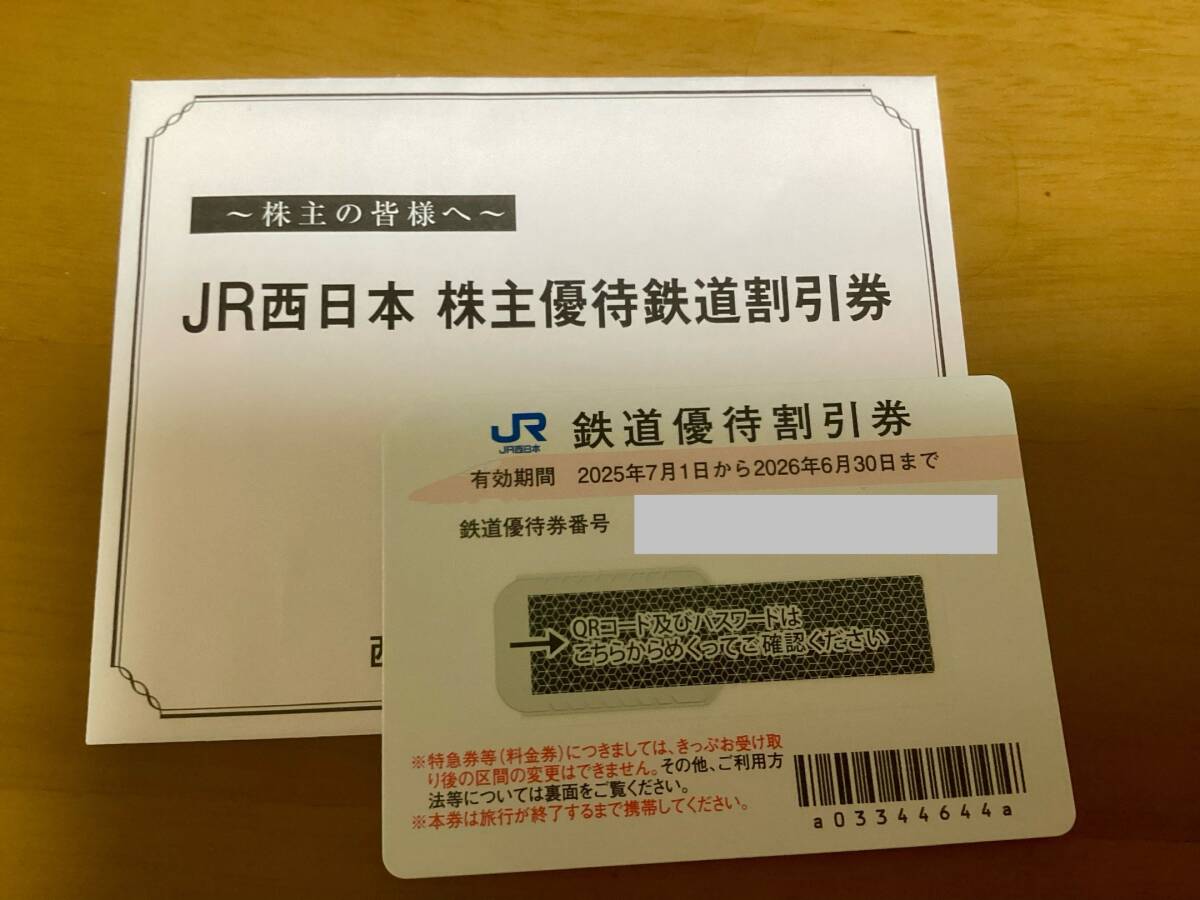 ～株主の皆様へ～
JR西日本 株主優待鉄道割引券
西
JR
JR西日本
鉄道優待割引券
有効期間 2025年7月1日から2026年6月30日まで
鉄道優待券番号
QRコード及びパスワードは
こちらからめくってご確認ください
※特急券等（料金券）につきましては、きっぷお受け取
り後の区間の変更はできません。その他、ご利用方
法等については裏面をご覧ください。
※本券は旅行が終了するまで携帯してください。
a033444644a